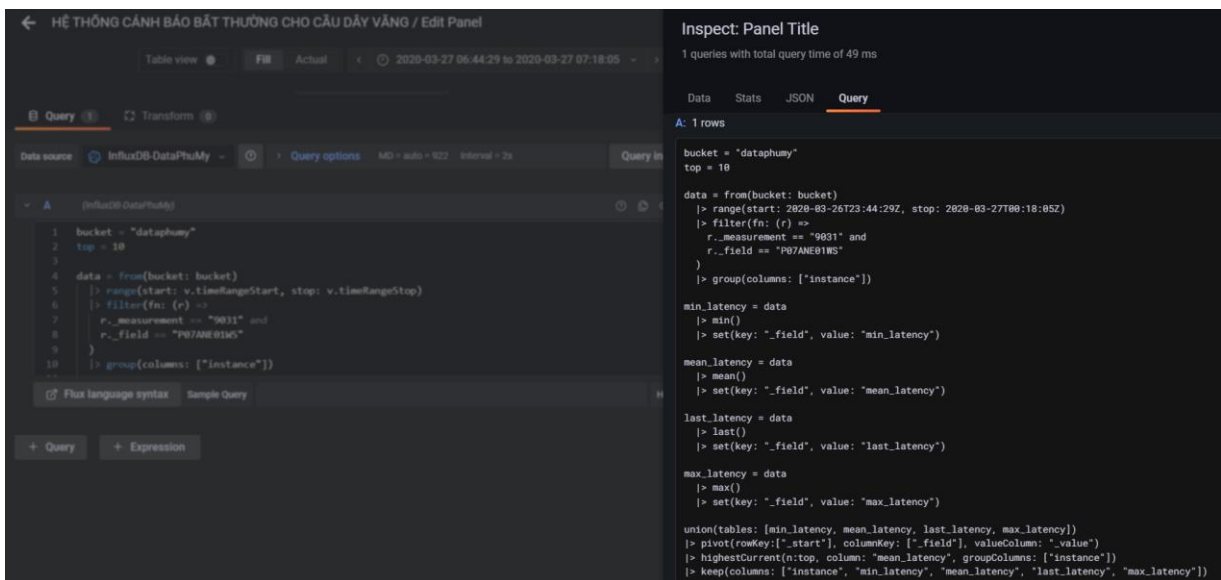 ← HỆ THỐNG CẢNH BÁO BẤT THƯỜNG CHO CẦU DÂY VĂNG / Edit Panel
Table view Fill Actual < 2020-03-27 06:44:29 to 2020-03-27 07:18:05 >
Query 1 Transform 0
Data source InfluxDB-DataPhuMy > Query options MD = auto = 922 Interval = 2s Query in
A (InfluxDB-DataPhuMy)
1 bucket = "dataphumy"
2 top = 10
3
4 data = from(bucket: bucket)
5 |> range(start: v.timeRangeStart, stop: v.timeRangeStop)
6 |> filter(fn: (r) =>
7 r._measurement == "9031" and
8 r._field == "P07ANE01WS"
9 )
10 |> group(columns: ["instance"])
Flux language syntax Sample Query H
+ Query + Expression
Inspect: Panel Title
1 queries with total query time of 49 ms
Data Stats JSON Query
A: 1 rows
bucket = "dataphumy"
top = 10
data = from(bucket: bucket)
|> range(start: 2020-03-26T23:44:29Z, stop: 2020-03-27T00:18:05Z)
|> filter(fn: (r) =>
r._measurement == "9031" and
r._field == "P07ANE01WS"
)
|> group(columns: ["instance"])
min_latency = data
|> min()
|> set(key: "_field", value: "min_latency")
mean_latency = data
|> mean()
|> set(key: "_field", value: "mean_latency")
last_latency = data
|> last()
|> set(key: "_field", value: "last_latency")
max_latency = data
|> max()
|> set(key: "_field", value: "max_latency")
union(tables: [min_latency, mean_latency, last_latency, max_latency])
|> pivot(rowKey:["_start"], columnKey: ["_field"], valueColumn: "_value")
|> highestCurrent(n:top, column: "mean_latency", groupColumns: ["instance"])
|> keep(columns: ["instance", "min_latency", "mean_latency", "last_latency", "max_latency"])